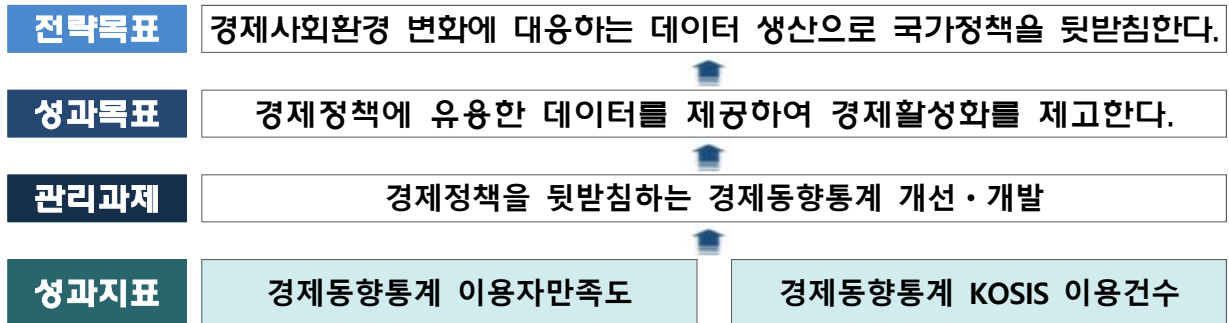 전략목표 경제사회환경 변화에 대응하는 데이터 생산으로 국가정책을 뒷받침한다.
성과목표 경제정책에 유용한 데이터를 제공하여 경제활성화를 제고한다.
관리과제 경제정책을 뒷받침하는 경제동향통계 개선・개발
성과지표 경제동향통계 이용자만족도 경제동향통계 KOSIS 이용건수